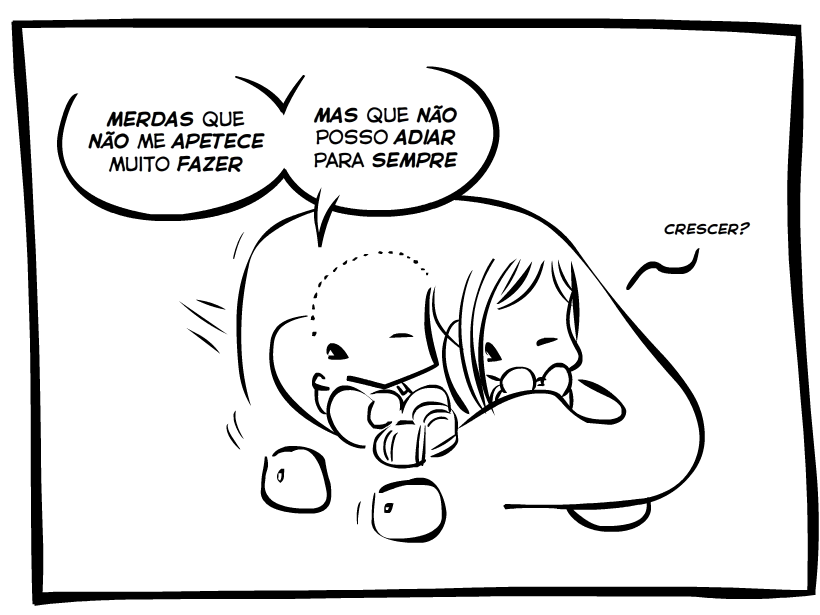 MERDAS QUE
NÃO ME APETECE
MUITO FAZER
MAS QUE NÃO
POSSO ADIAR
PARA SEMPRE
CRESCER?